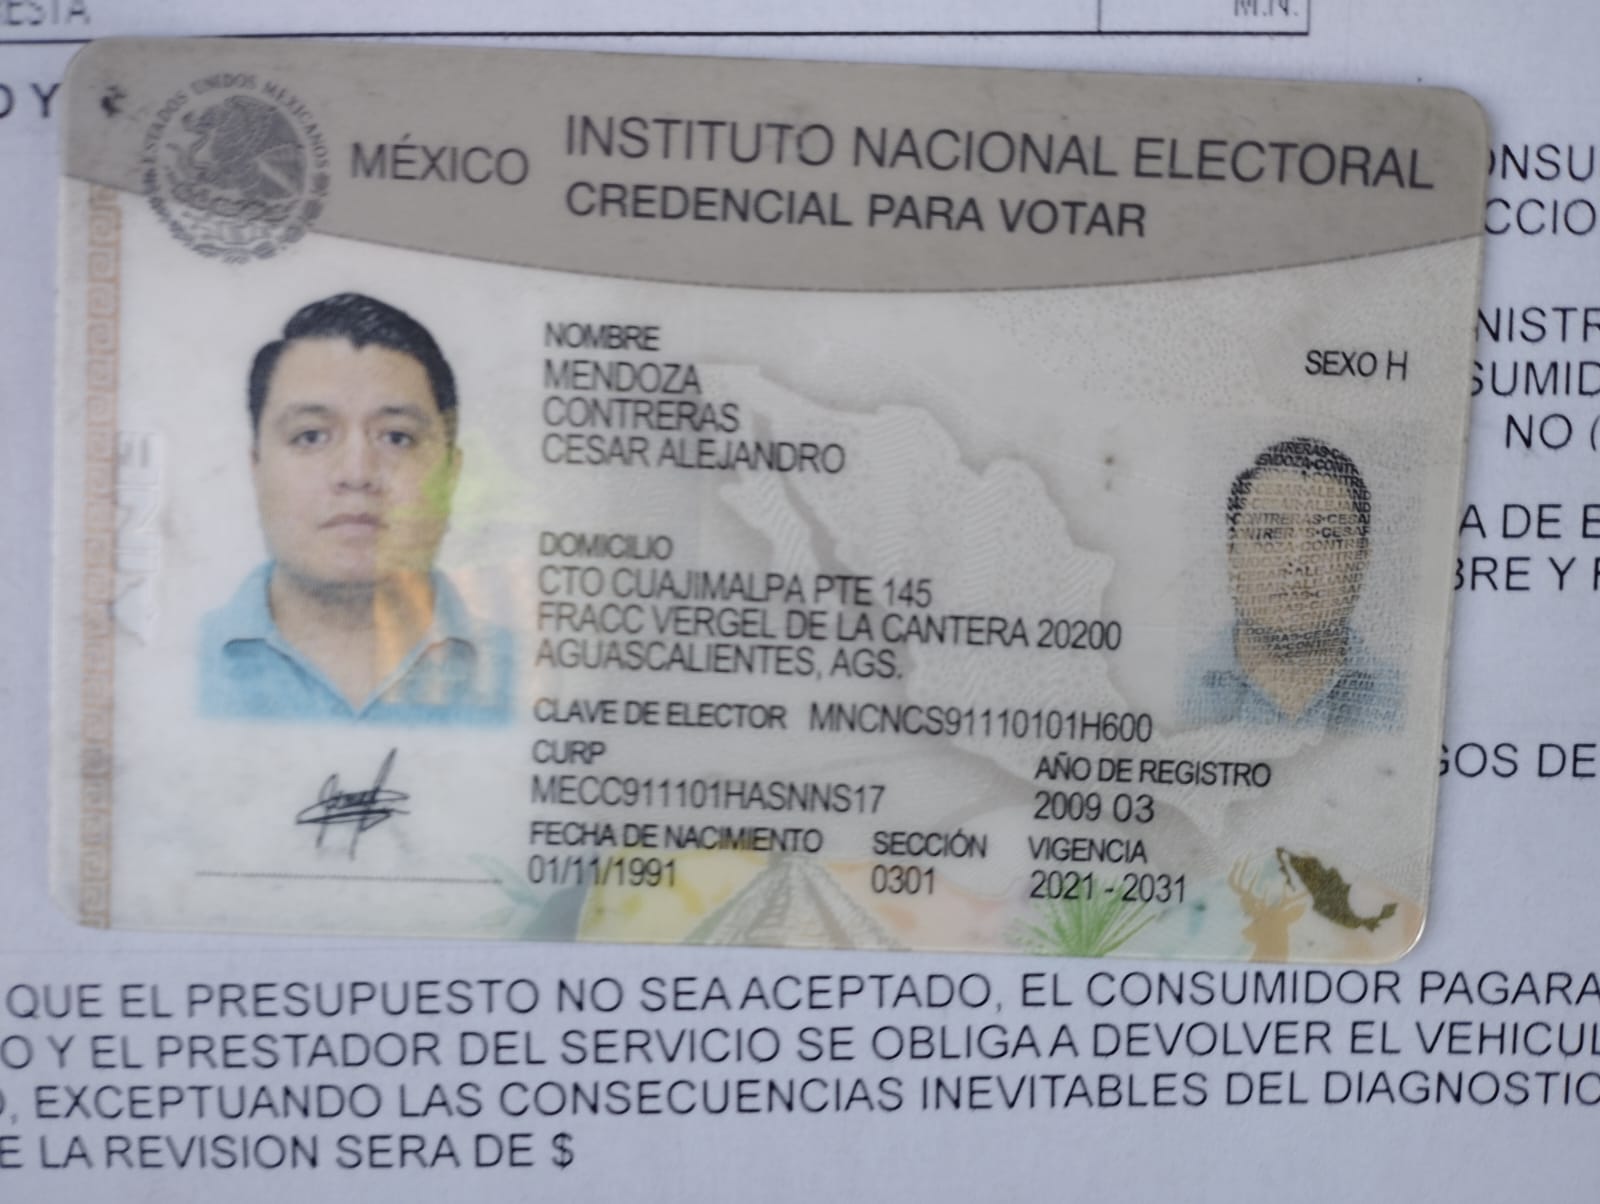 ESTA
M.N.
O Y
ESTADOS UNIDOS MEXICANOS
MÉXICO
INSTITUTO NACIONAL ELECTORAL
CREDENCIAL PARA VOTAR
ONSU
CCIO
NOMBRE
MENDOZA
CONTRERAS
CESAR ALEJANDRO
SEXO H
NISTR
SUMID
NO (
DOMICILIO
CTO CUAJIMALPA PTE 145
FRACC VERGEL DE LA CANTERA 20200
AGUASCALIENTES, AGS.
A DE E
BRE Y F
CLAVE DE ELECTOR MNCNCS91110101H600
CURP
MECC911101HASNNS17
AÑO DE REGISTRO
2009 03
GOS DE
FECHA DE NACIMIENTO
01/11/1991
SECCIÓN
0301
VIGENCIA
2021 - 2031
QUE EL PRESUPUESTO NO SEA ACEPTADO, EL CONSUMIDOR PAGARA
O Y EL PRESTADOR DEL SERVICIO SE OBLIGA A DEVOLVER EL VEHICUL
O, EXCEPTUANDO LAS CONSECUENCIAS INEVITABLES DEL DIAGNOSTIC
E LA REVISION SERA DE $